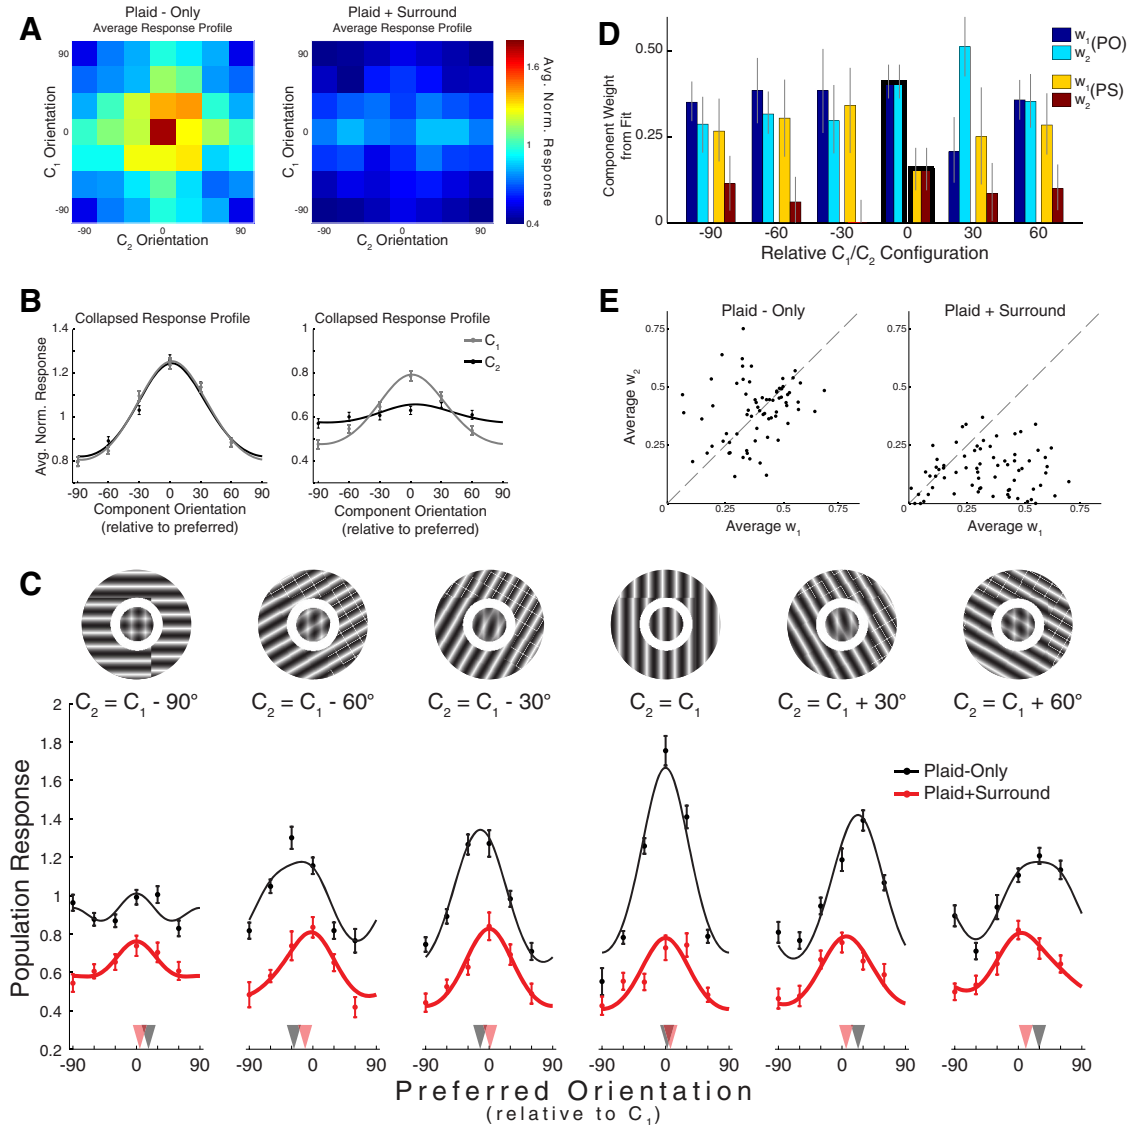 A
Plaid - Only
Average Response Profile
Plaid + Surround
Average Response Profile
C1 Orientation
90
0
-90
-90
0
90
C2 Orientation
C1 Orientation
90
0
-90
-90
0
90
C2 Orientation
1.6
1
0.4
Avg. Norm. Response
D
Component Weight
from Fit
0.50
0.25
0
w1 (PO)
w2
w1 (PS)
w2
-90
-60
-30
0
30
60
Relative C1/C2 Configuration
B
Collapsed Response Profile
Avg. Norm. Response
1.4
1.2
1
0.8
-90
-60
-30
0
30
60
90
Component Orientation
(relative to preferred)
Collapsed Response Profile
C1
C2
1
0.8
0.6
0.4
-90
-60
-30
0
30
60
90
Component Orientation
(relative to preferred)
E
Plaid - Only
Average w2
0.75
0.5
0.25
0
0.25
0.5
0.75
Average w1
Plaid + Surround
0.75
0.5
0.25
0
0.25
0.5
0.75
Average w1
C
C2 = C1 - 90°
C2 = C1 - 60°
C2 = C1 - 30°
C2 = C1
C2 = C1 + 30°
C2 = C1 + 60°
Population Response
2
1.8
1.6
1.4
1.2
1
0.8
0.6
0.4
0.2
Plaid-Only
Plaid+Surround
-90
0
90
-90
0
90
-90
0
90
-90
0
90
-90
0
90
-90
0
90
Preferred Orientation
(relative to C1)